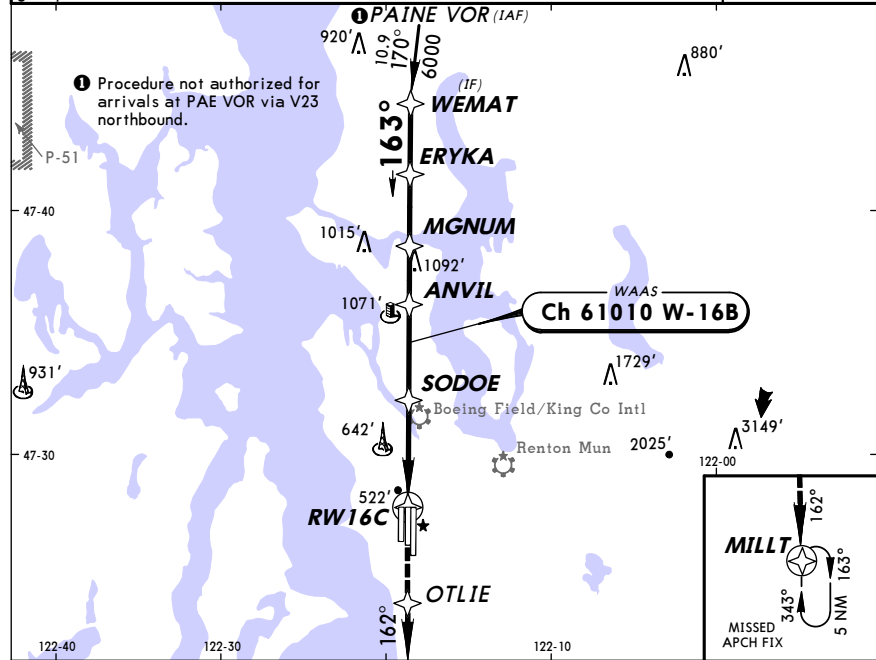 ❶ PAINE VOR (IAF)
920'
10.9
170°
6000
880'
❶ Procedure not authorized for
arrivals at PAE VOR via V23
northbound.
(IF)
WEMAT
163°
ERYKA
P-51
47-40
MGNUM
1015'
1092'
1071'
ANVIL
WAAS
Ch 61010 W-16B
931'
1729'
SODOE
Boeing Field/King Co Intl
642'
Renton Mun
2025'
3149'
47-30
122-00
522'
RW16C
162°
MILLT
163°
343°
5 NM
MISSED
APCH FIX
OTLIE
162°
122-40
122-30
122-10